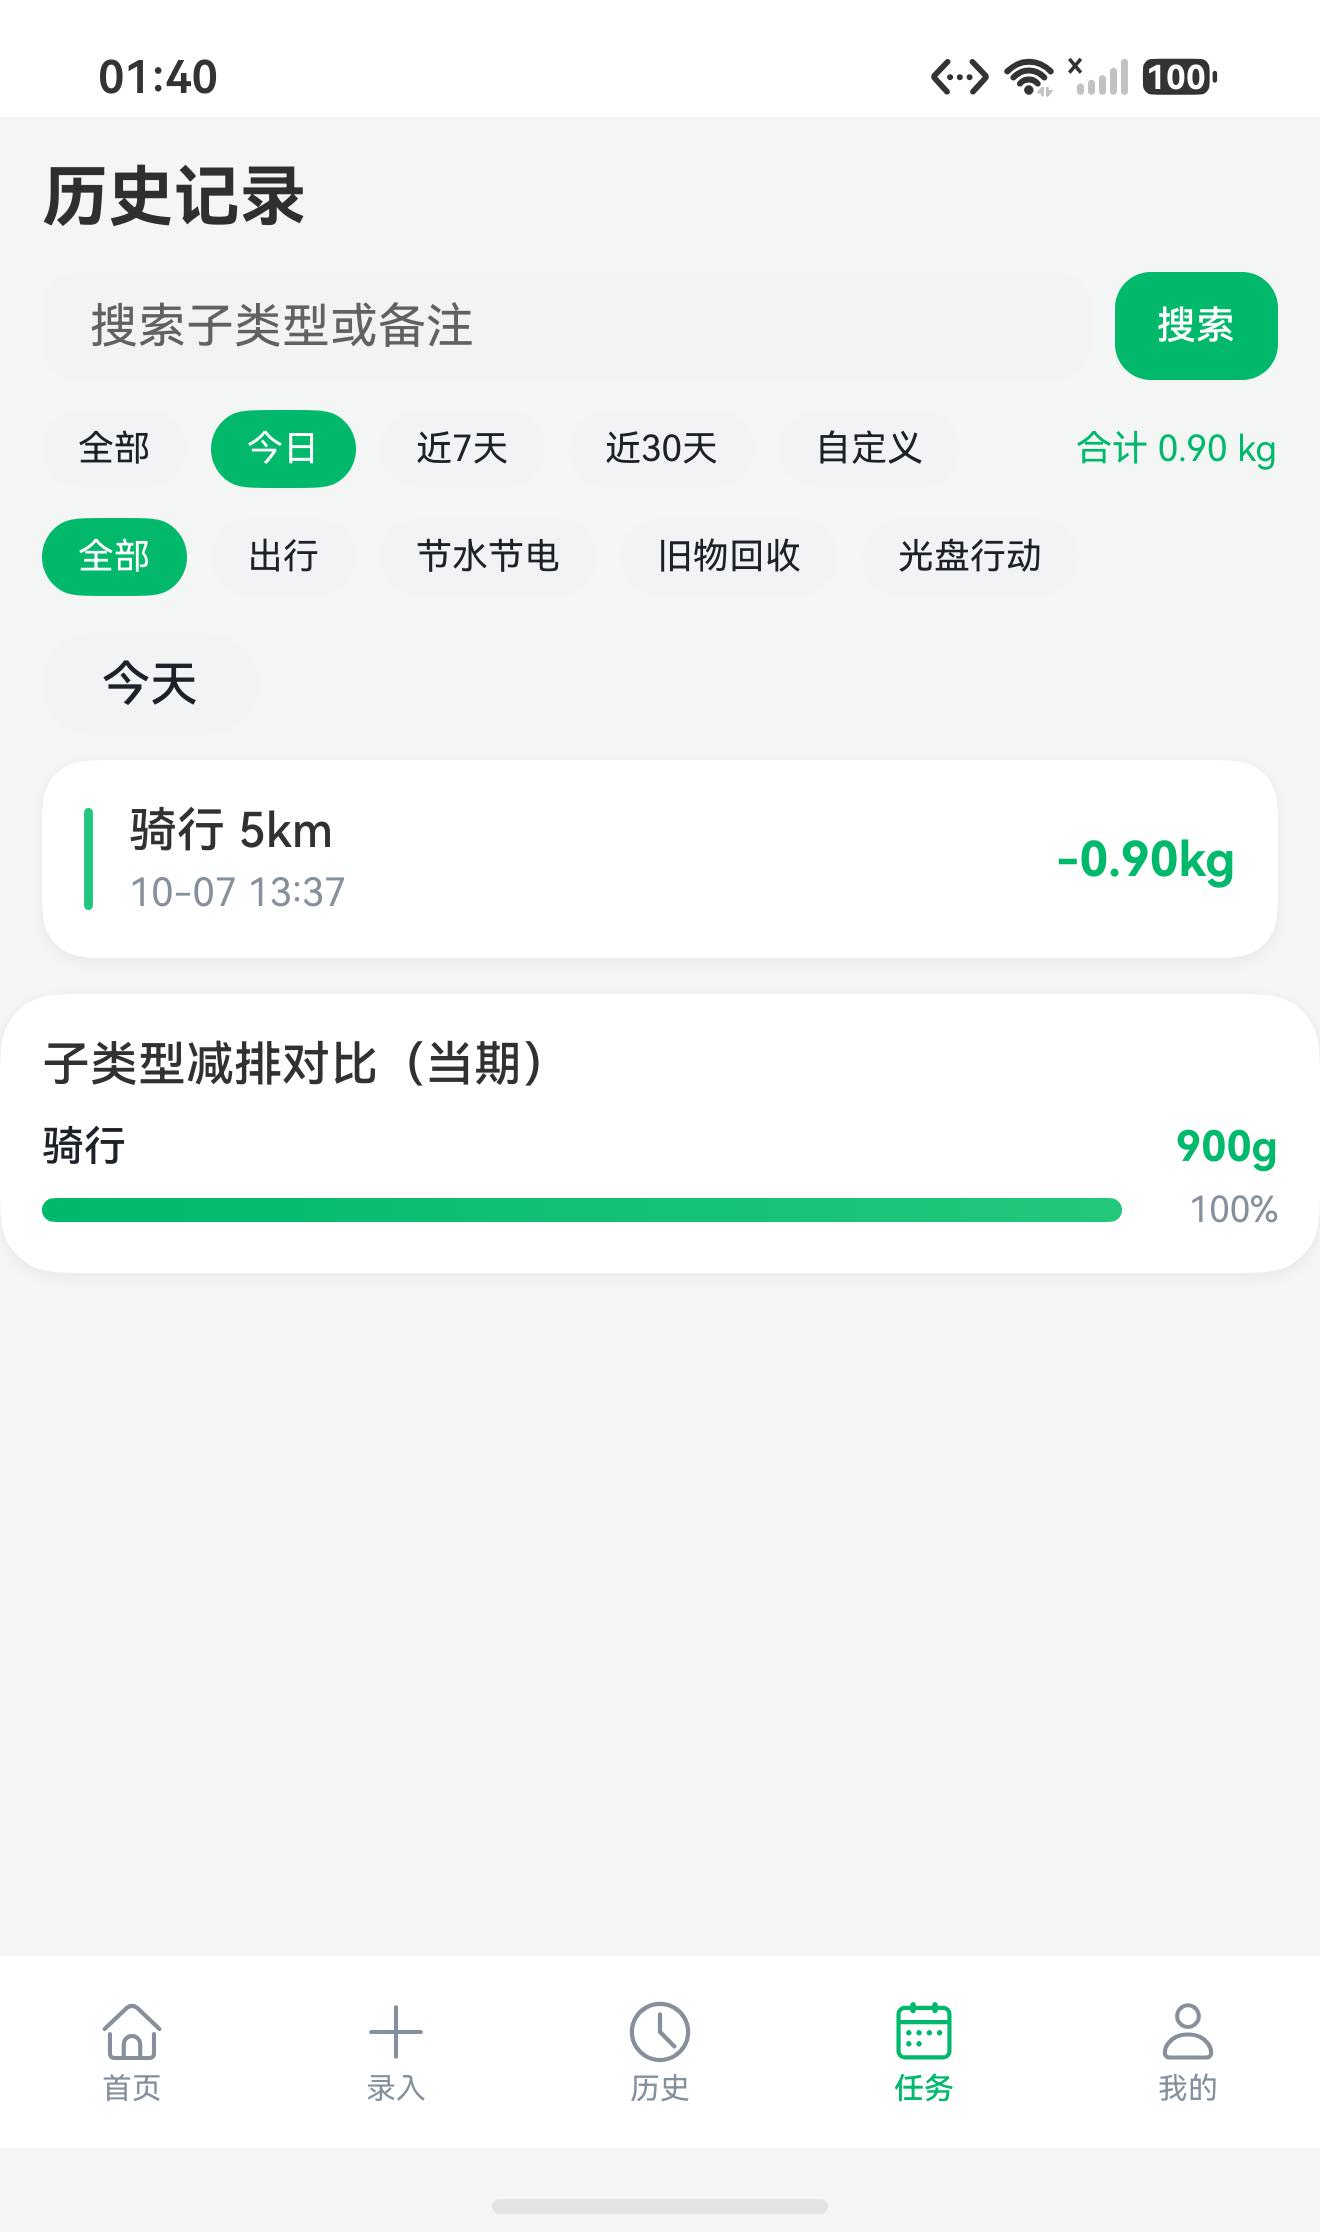 01:40
100
历史记录
搜索子类型或备注
搜索
全部 今日 近7天 近30天 自定义 合计 0.90 kg
全部 出行 节水节电 旧物回收 光盘行动
今天
骑行 5km
10-07 13:37
-0.90kg
子类型减排对比（当期）
骑行 900g
100%
首页 录入 历史 任务 我的